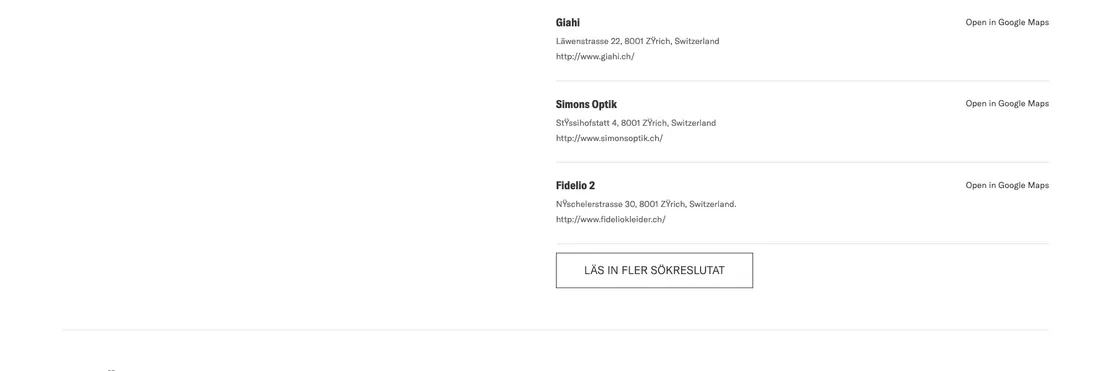 Giahi
Open in Google Maps
Läwenstrasse 22, 8001 ZŸrich, Switzerland
http://www.giahi.ch/
Simons Optik
Open in Google Maps
StŸssihofstatt 4, 8001 ZŸrich, Switzerland
http://www.simonsoptik.ch/
Fidelio 2
Open in Google Maps
NŸschelerstrasse 30, 8001 ZŸrich, Switzerland.
http://www.fideliokleider.ch/
LÄS IN FLER SÖKRESLUTAT